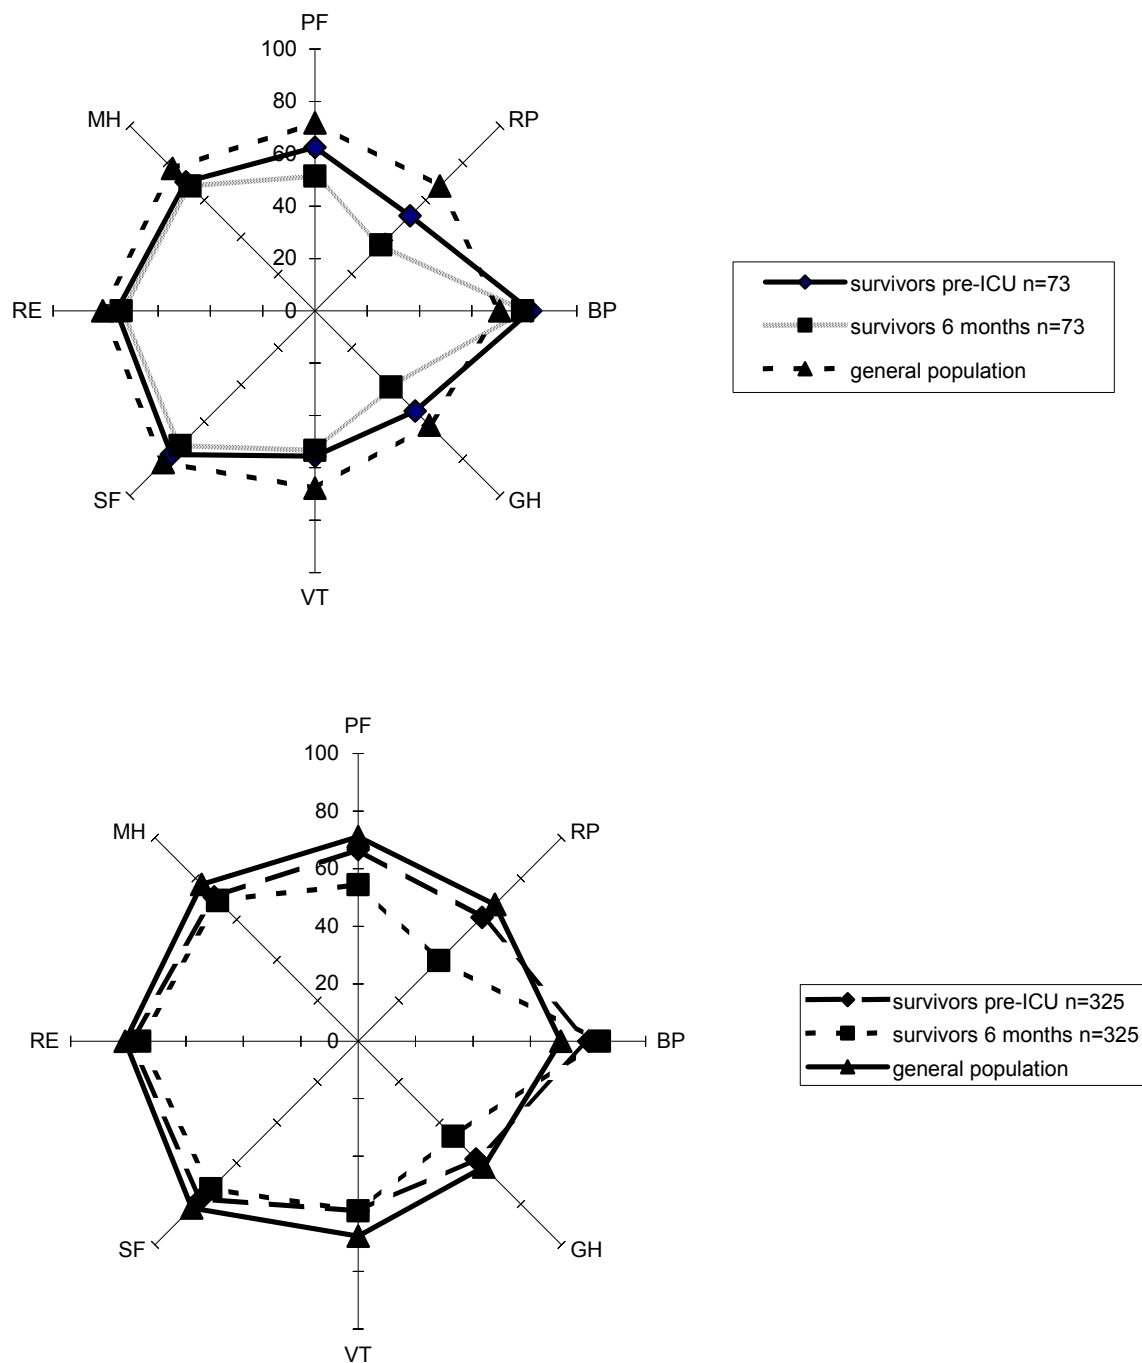 PF
100
MH
RP
80
60
40
20
RE
0
BP
SF
GH
VT
survivors pre-ICU n=73
survivors 6 months n=73
general population
PF
100
MH
RP
80
60
40
20
RE
0
BP
SF
GH
VT
survivors pre-ICU n=325
survivors 6 months n=325
general population